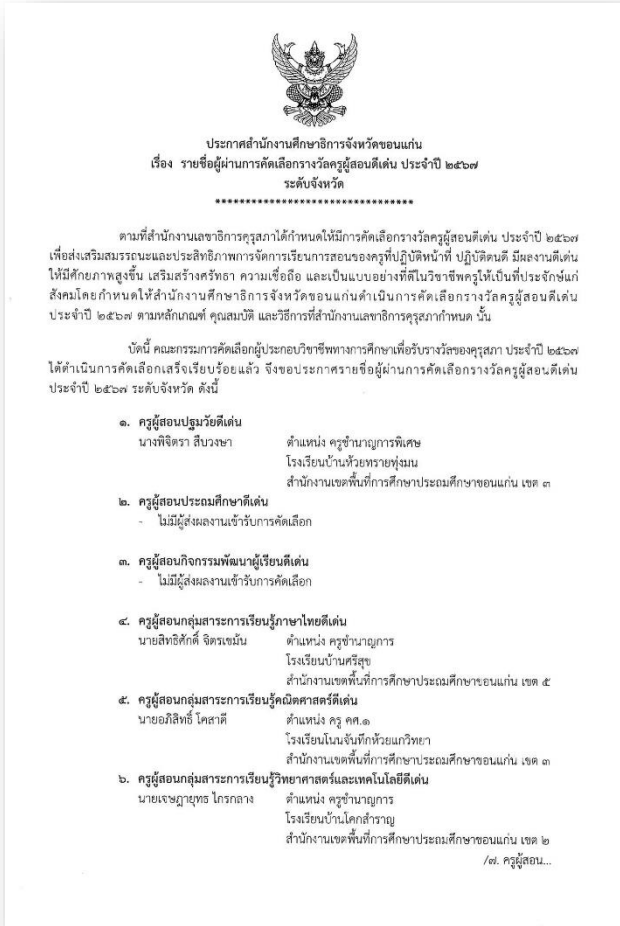 ประกาศสำนักงานศึกษาธิการจังหวัดขอนแก่น
เรื่อง รายชื่อผู้ผ่านการคัดเลือกรางวัลครูผู้สอนดีเด่น ประจำปี ๒๕๖๗
ระดับจังหวัด
*********************************
ตามที่สำนักงานเลขาธิการคุรุสภาได้กำหนดให้มีการคัดเลือกรางวัลครูผู้สอนดีเด่น ประจำปี ๒๕๖๗
เพื่อส่งเสริมสมรรถนะและประสิทธิภาพการจัดการเรียนการสอนของครูที่ปฏิบัติหน้าที่ ปฏิบัติตนดี มีผลงานดีเด่น
ให้มีศักยภาพสูงขึ้น เสริมสร้างศรัทธา ความเชื่อถือ และเป็นแบบอย่างที่ดีในวิชาชีพครูให้เป็นที่ประจักษ์แก่
สังคมโดยกำหนดให้สำนักงานศึกษาธิการจังหวัดขอนแก่นดำเนินการคัดเลือกรางวัลครูผู้สอนดีเด่น
ประจำปี ๒๕๖๗ ตามหลักเกณฑ์ คุณสมบัติ และวิธีการที่สำนักงานเลขาธิการคุรุสภากำหนด นั้น
บัดนี้ คณะกรรมการคัดเลือกผู้ประกอบวิชาชีพทางการศึกษาเพื่อรับรางวัลของคุรุสภา ประจำปี ๒๕๖๗
ได้ดำเนินการคัดเลือกเสร็จเรียบร้อยแล้ว จึงขอประกาศรายชื่อผู้ผ่านการคัดเลือกรางวัลครูผู้สอนดีเด่น
ประจำปี ๒๕๖๗ ระดับจังหวัด ดังนี้
๑. ครูผู้สอนปฐมวัยดีเด่น
นางพิจิตรา สืบวงษา ตำแหน่ง ครูชำนาญการพิเศษ
โรงเรียนบ้านห้วยทรายทุ่งมน
สำนักงานเขตพื้นที่การศึกษาประถมศึกษาขอนแก่น เขต ๓
๒. ครูผู้สอนประถมศึกษาดีเด่น
- ไม่มีผู้ส่งผลงานเข้ารับการคัดเลือก
๓. ครูผู้สอนกิจกรรมพัฒนาผู้เรียนดีเด่น
- ไม่มีผู้ส่งผลงานเข้ารับการคัดเลือก
๔. ครูผู้สอนกลุ่มสาระการเรียนรู้ภาษาไทยดีเด่น
นายสิทธิศักดิ์ จิตรเขม้น ตำแหน่ง ครูชำนาญการ
โรงเรียนบ้านศรีสุข
สำนักงานเขตพื้นที่การศึกษาประถมศึกษาขอนแก่น เขต ๕
๕. ครูผู้สอนกลุ่มสาระการเรียนรู้คณิตศาสตร์ดีเด่น
นายอภิสิทธิ์ โคสาดี ตำแหน่ง ครู คศ.๑
โรงเรียนโนนจันทึกห้วยแกวิทยา
สำนักงานเขตพื้นที่การศึกษาประถมศึกษาขอนแก่น เขต ๓
๖. ครูผู้สอนกลุ่มสาระการเรียนรู้วิทยาศาสตร์และเทคโนโลยีดีเด่น
นายเจษฎายุทธ ไกรกลาง ตำแหน่ง ครูชำนาญการ
โรงเรียนบ้านโคกสำราญ
สำนักงานเขตพื้นที่การศึกษาประถมศึกษาขอนแก่น เขต ๒
/๗. ครูผู้สอน...